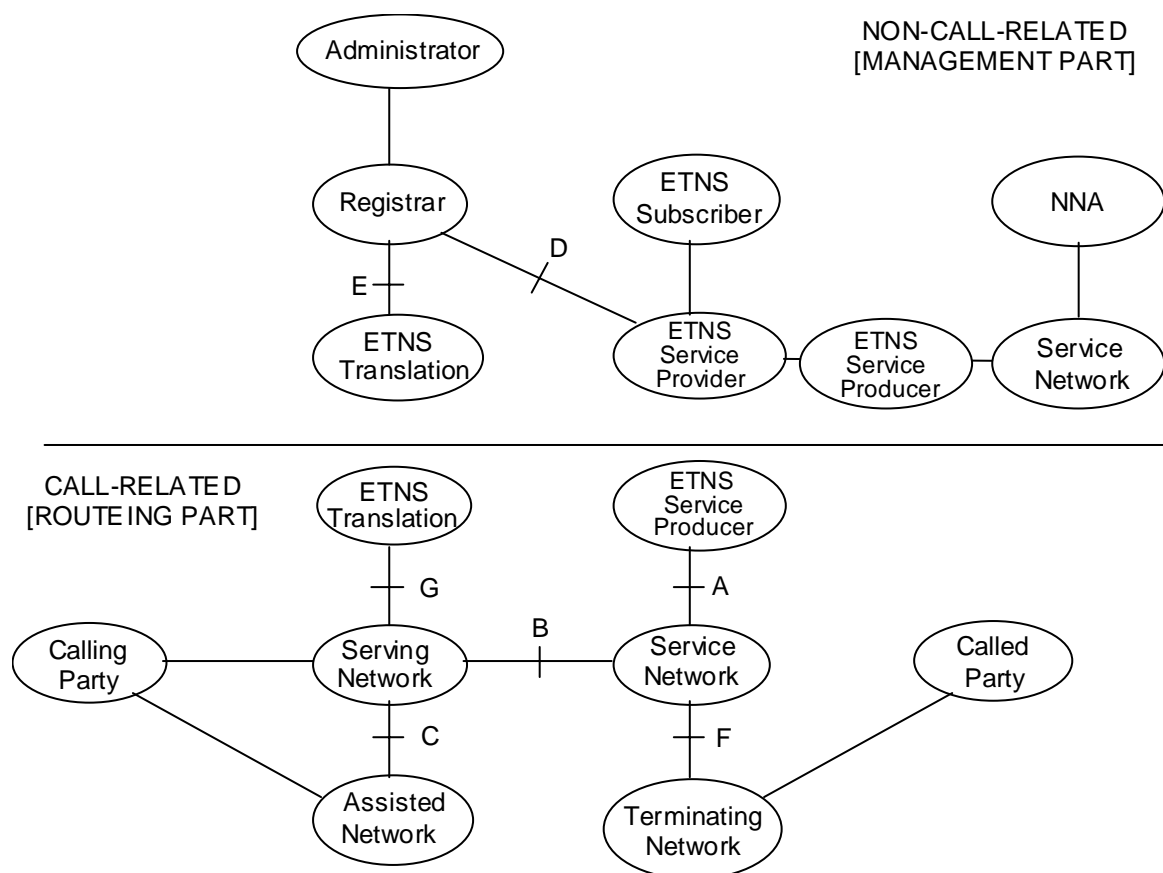 NON-CALL-RELATED
[MANAGEMENT PART]
Administrator
Registrar
ETNS
Subscriber
NNA
D
E
ETNS
Translation
ETNS
Service
Provider
ETNS
Service
Producer
Service
Network
CALL-RELATED
[ROUTEING PART]
ETNS
Translation
ETNS
Service
Producer
G
A
Calling
Party
Serving
Network
B
Service
Network
Called
Party
C
F
Assisted
Network
Terminating
Network